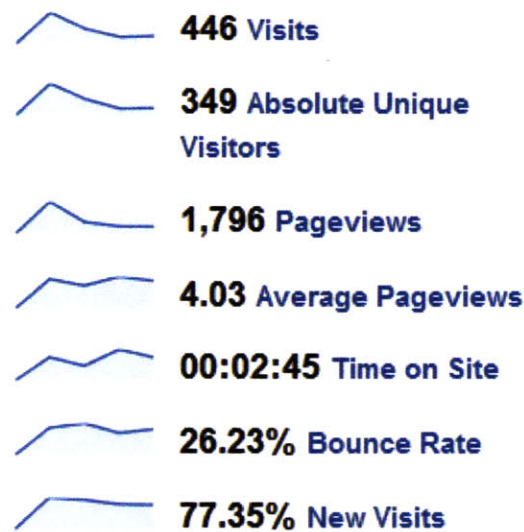 446 Visits
349 Absolute Unique
Visitors
1,796 Pageviews
4.03 Average Pageviews
00:02:45 Time on Site
26.23% Bounce Rate
77.35% New Visits